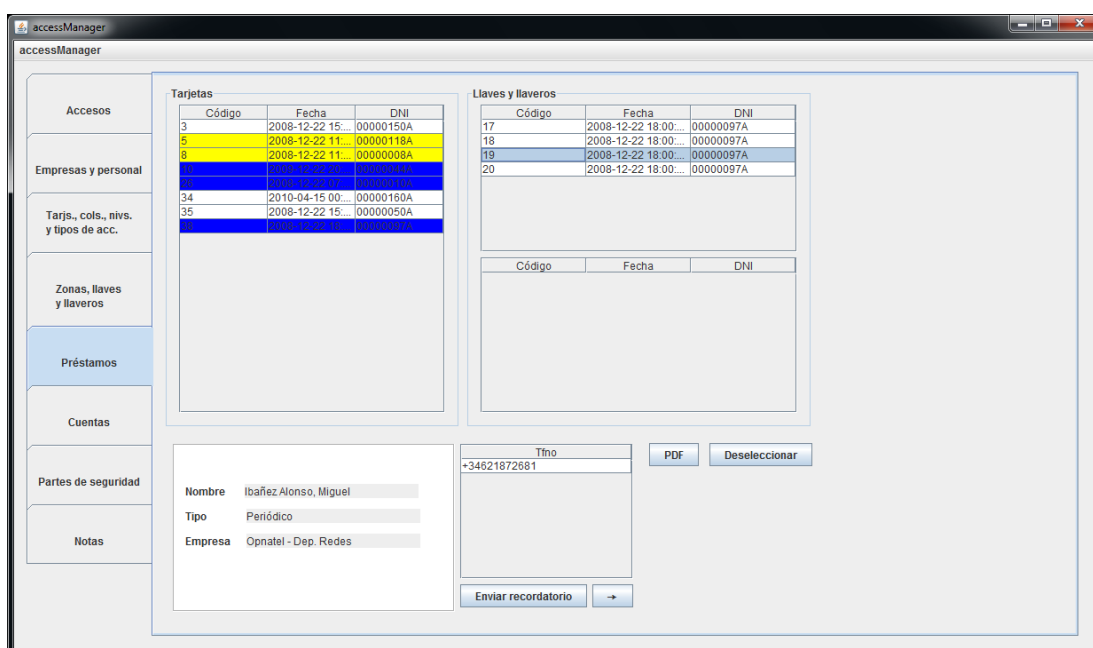 accessManager
accessManager
Accesos
Empresas y personal
Tarjs., cols., nivs.
y tipos de acc.
Zonas, llaves
y llaveros
Préstamos
Cuentas
Partes de seguridad
Notas
Tarjetas
Código Fecha DNI
3 2008-12-22 15:... 00000150A
5 2008-12-22 11:... 00000118A
8 2008-12-22 11:... 00000008A
34 2010-04-15 00:... 00000160A
35 2008-12-22 15:... 00000050A
2008-12-22 18:... 00000097A
Llaves y llaveros
Código Fecha DNI
17 2008-12-22 18:00:... 00000097A
18 2008-12-22 18:00:... 00000097A
19 2008-12-22 18:00:... 00000097A
20 2008-12-22 18:00:... 00000097A
Código Fecha DNI
Nombre Ibañez Alonso, Miguel
Tipo Periódico
Empresa Opnatel - Dep. Redes
Tfno
+34621872681
Enviar recordatorio →
PDF Deseleccionar